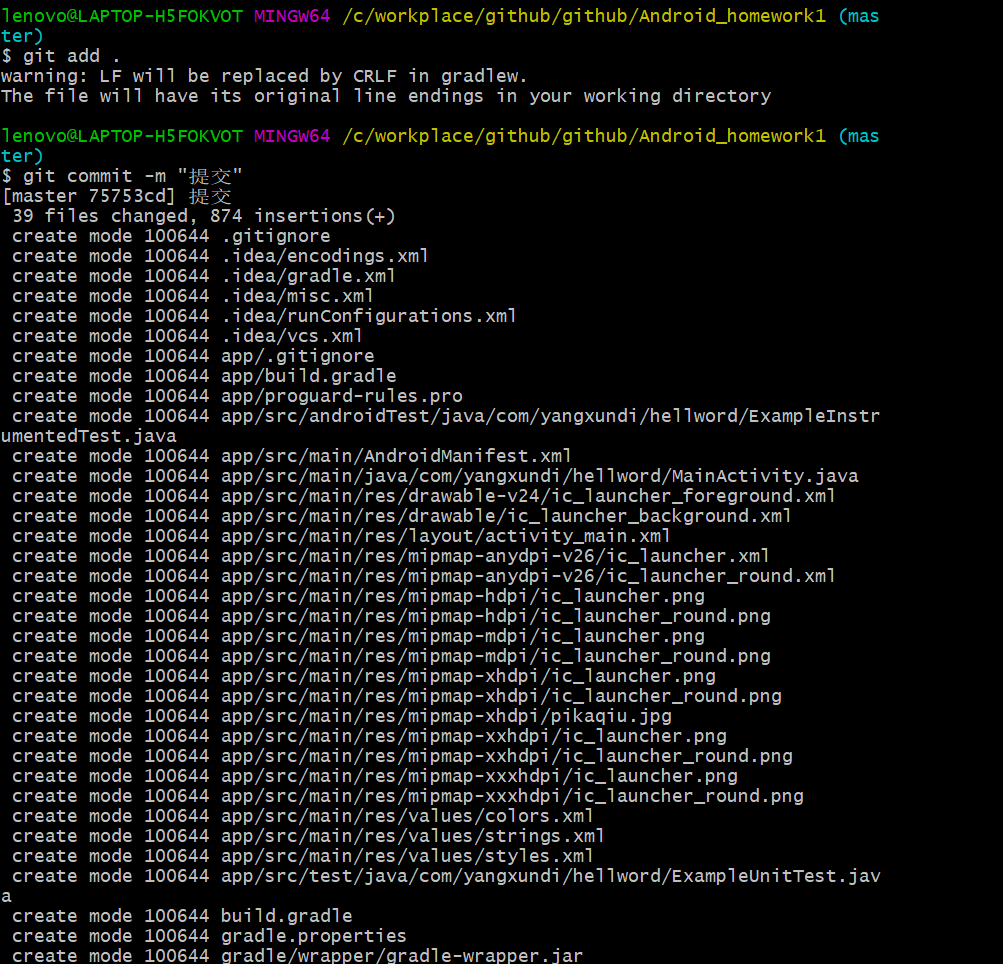 lenovo@LAPTOP-H5FOKVOT MINGW64 /c/workplace/github/github/Android_homework1 (mas
ter)
$ git add .
warning: LF will be replaced by CRLF in gradlew.
The file will have its original line endings in your working directory
lenovo@LAPTOP-H5FOKVOT MINGW64 /c/workplace/github/github/Android_homework1 (mas
ter)
$ git commit -m "提交"
[master 75753cd] 提交
 39 files changed, 874 insertions(+)
 create mode 100644 .gitignore
 create mode 100644 .idea/encodings.xml
 create mode 100644 .idea/gradle.xml
 create mode 100644 .idea/misc.xml
 create mode 100644 .idea/runConfigurations.xml
 create mode 100644 .idea/vcs.xml
 create mode 100644 app/.gitignore
 create mode 100644 app/build.gradle
 create mode 100644 app/proguard-rules.pro
 create mode 100644 app/src/androidTest/java/com/yangxundi/hellword/ExampleInstr
umentedTest.java
 create mode 100644 app/src/main/AndroidManifest.xml
 create mode 100644 app/src/main/java/com/yangxundi/hellword/MainActivity.java
 create mode 100644 app/src/main/res/drawable-v24/ic_launcher_foreground.xml
 create mode 100644 app/src/main/res/drawable/ic_launcher_background.xml
 create mode 100644 app/src/main/res/layout/activity_main.xml
 create mode 100644 app/src/main/res/mipmap-anydpi-v26/ic_launcher.xml
 create mode 100644 app/src/main/res/mipmap-anydpi-v26/ic_launcher_round.xml
 create mode 100644 app/src/main/res/mipmap-hdpi/ic_launcher.png
 create mode 100644 app/src/main/res/mipmap-hdpi/ic_launcher_round.png
 create mode 100644 app/src/main/res/mipmap-mdpi/ic_launcher.png
 create mode 100644 app/src/main/res/mipmap-mdpi/ic_launcher_round.png
 create mode 100644 app/src/main/res/mipmap-xhdpi/ic_launcher.png
 create mode 100644 app/src/main/res/mipmap-xhdpi/ic_launcher_round.png
 create mode 100644 app/src/main/res/mipmap-xhdpi/pikaqiu.jpg
 create mode 100644 app/src/main/res/mipmap-xxhdpi/ic_launcher.png
 create mode 100644 app/src/main/res/mipmap-xxhdpi/ic_launcher_round.png
 create mode 100644 app/src/main/res/mipmap-xxxhdpi/ic_launcher.png
 create mode 100644 app/src/main/res/mipmap-xxxhdpi/ic_launcher_round.png
 create mode 100644 app/src/main/res/values/colors.xml
 create mode 100644 app/src/main/res/values/strings.xml
 create mode 100644 app/src/main/res/values/styles.xml
 create mode 100644 app/src/test/java/com/yangxundi/hellword/ExampleUnitTest.jav
a
 create mode 100644 build.gradle
 create mode 100644 gradle.properties
 create mode 100644 gradle/wrapper/gradle-wrapper.jar